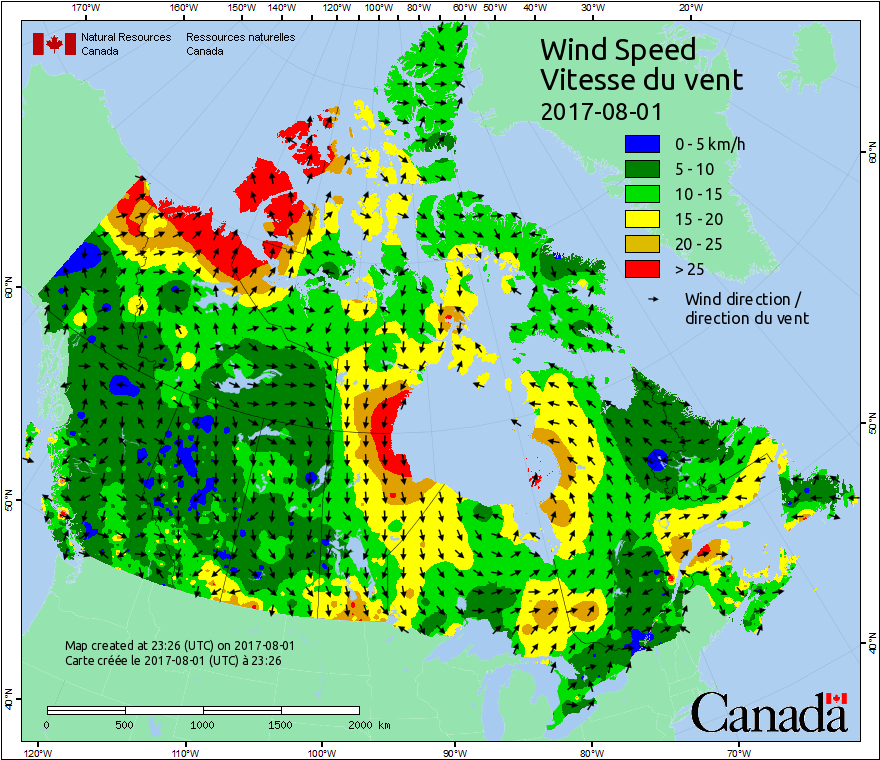 170°W 160°W 150°W 140°W 130°W 120°W 110°W 100°W 90°W 80°W 70°W 60°W 50°W 40°W 30°W 20°W
Natural Resources Canada
Ressources naturelles Canada
Wind Speed
Vitesse du vent
2017-08-01
0 - 5 km/h
5 - 10
10 - 15
15 - 20
20 - 25
> 25
Wind direction /
direction du vent
60°N
60°N
50°N
50°N
40°N
40°N
Map created at 23:26 (UTC) on 2017-08-01
Carte créée le 2017-08-01 (UTC) à 23:26
0 500 1000 1500 2000 km
Canada
120°W 110°W 100°W 90°W 80°W 70°W